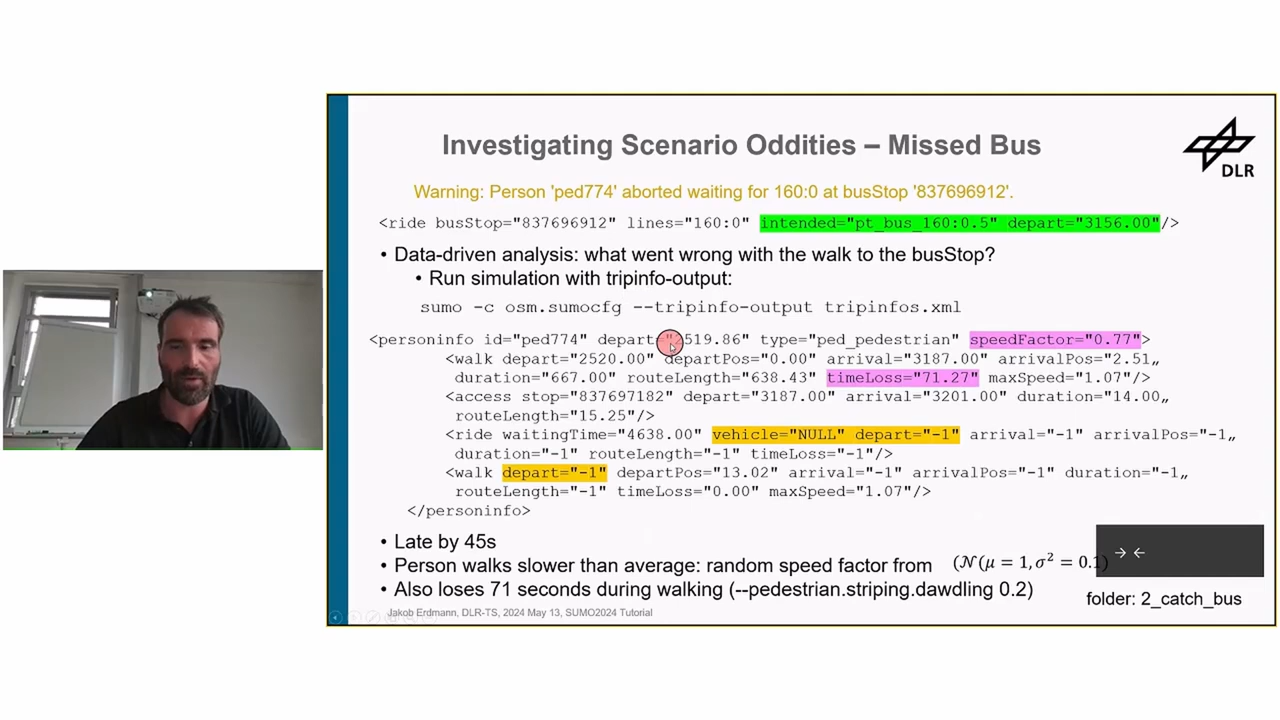 Investigating Scenario Oddities – Missed Bus
DLR
Warning: Person 'ped774' aborted waiting for 160:0 at busStop '837696912'.
<ride busStop="837696912" lines="160:0" intended="pt_bus_160:0.5" depart="3156.00"/>
• Data-driven analysis: what went wrong with the walk to the busStop?
• Run simulation with tripinfo-output:
sumo -c osm.sumocfg --tripinfo-output tripinfos.xml
<personinfo id="ped774" depart="2519.86" type="ped_pedestrian" speedFactor="0.77">
<walk depart="2520.00" departPos="0.00" arrival="3187.00" arrivalPos="2.51„
duration="667.00" routeLength="638.43" timeLoss="71.27" maxSpeed="1.07"/>
<access stop="837697182" depart="3187.00" arrival="3201.00" duration="14.00„
routeLength="15.25"/>
<ride waitingTime="4638.00" vehicle="NULL" depart="-1" arrival="-1" arrivalPos="-1„
duration="-1" routeLength="-1" timeLoss="-1"/>
<walk depart="-1" departPos="13.02" arrival="-1" arrivalPos="-1" duration="-1„
routeLength="-1" timeLoss="0.00" maxSpeed="1.07"/>
</personinfo>
• Late by 45s
• Person walks slower than average: random speed factor from (𝒩(μ = 1, σ² = 0.1)
• Also loses 71 seconds during walking (--pedestrian.striping.dawdling 0.2)
folder: 2_catch_bus
Jakob Erdmann, DLR-TS, 2024 May 13, SUMO2024 Tutorial